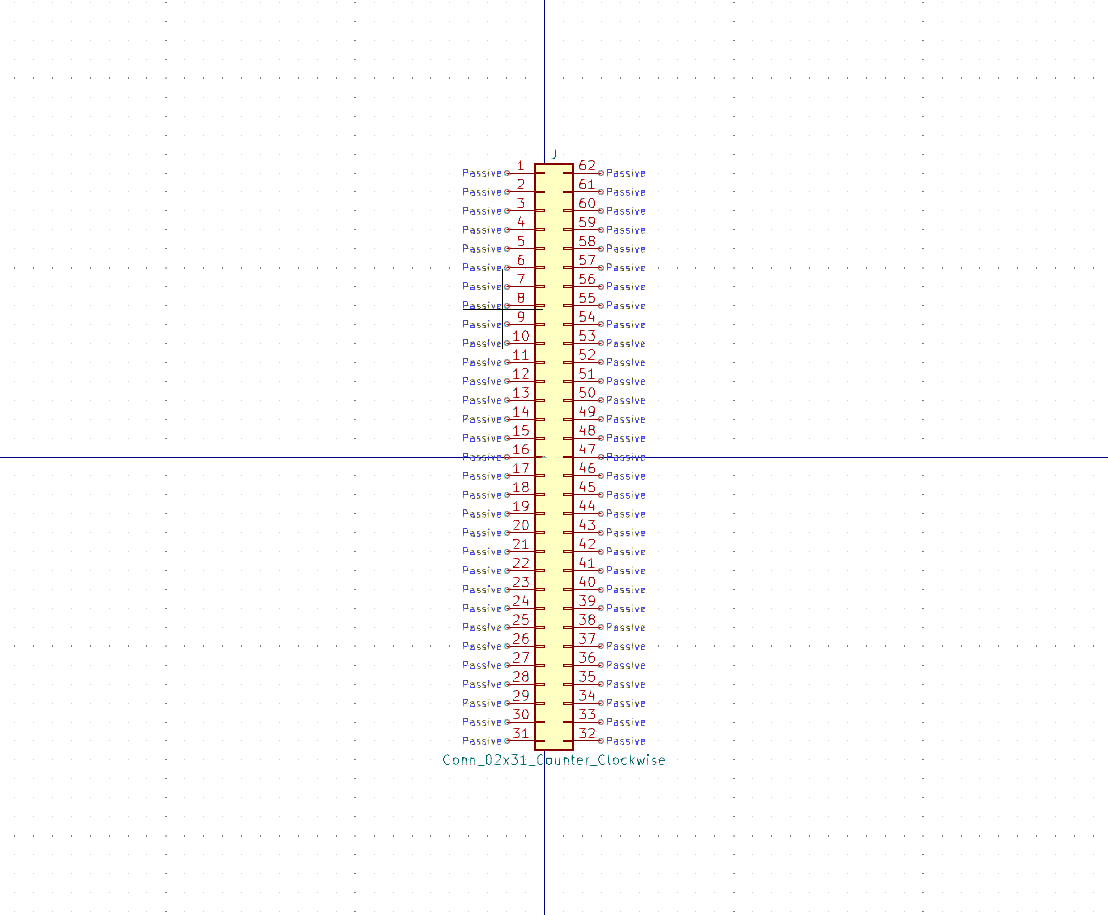 J
Passive 1 62 Passive
Passive 2 61 Passive
Passive 3 60 Passive
Passive 4 59 Passive
Passive 5 58 Passive
Passive 6 57 Passive
Passive 7 56 Passive
Passive 8 55 Passive
Passive 9 54 Passive
Passive 10 53 Passive
Passive 11 52 Passive
Passive 12 51 Passive
Passive 13 50 Passive
Passive 14 49 Passive
Passive 15 48 Passive
Passive 16 47 Passive
Passive 17 46 Passive
Passive 18 45 Passive
Passive 19 44 Passive
Passive 20 43 Passive
Passive 21 42 Passive
Passive 22 41 Passive
Passive 23 40 Passive
Passive 24 39 Passive
Passive 25 38 Passive
Passive 26 37 Passive
Passive 27 36 Passive
Passive 28 35 Passive
Passive 29 34 Passive
Passive 30 33 Passive
Passive 31 32 Passive
Conn_02x31_Counter_Clockwise